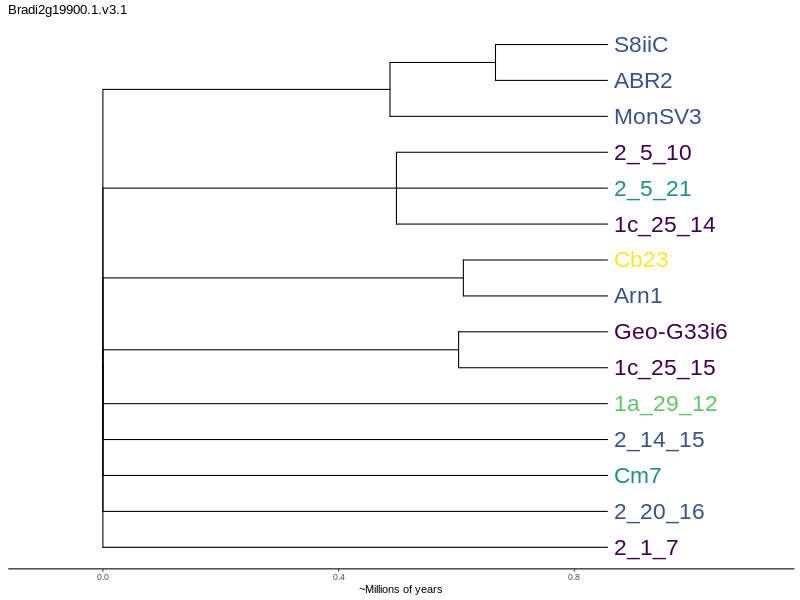 Bradi2g19900.1.v3.1
S8iiC
ABR2
MonSV3
2_5_10
2_5_21
1c_25_14
Cb23
Arn1
Geo-G33i6
1c_25_15
1a_29_12
2_14_15
Cm7
2_20_16
2_1_7
0.0 0.4 0.8
~Millions of years